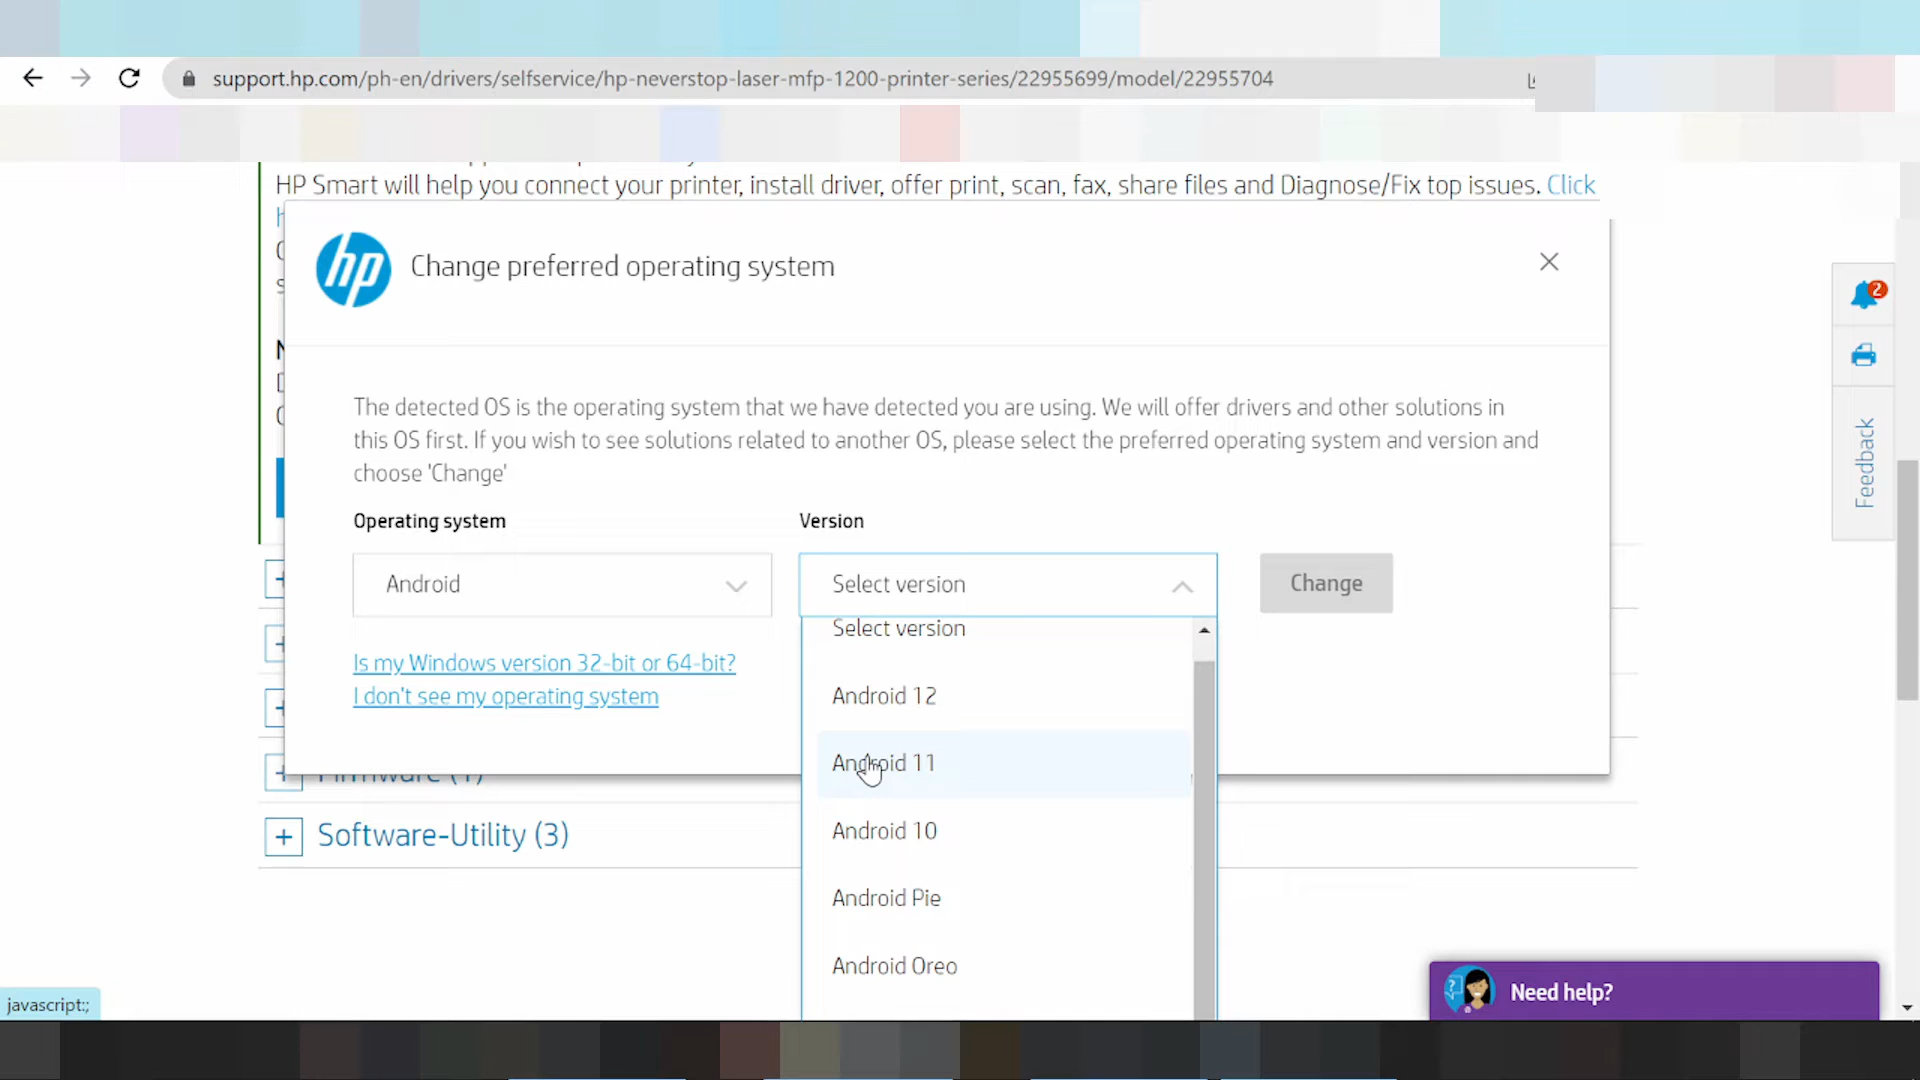 support.hp.com/ph-en/drivers/selfservice/hp-neverstop-laser-mfp-1200-printer-series/22955699/model/22955704
HP Smart will help you connect your printer, install driver, offer print, scan, fax, share files and Diagnose/Fix top issues. Click
hp Change preferred operating system
2
The detected OS is the operating system that we have detected you are using. We will offer drivers and other solutions in
this OS first. If you wish to see solutions related to another OS, please select the preferred operating system and version and
choose 'Change'
Feedback
Operating system Version
Android Select version Change
Select version
Is my Windows version 32-bit or 64-bit?
I don't see my operating system
Android 12
Android 11
Firmware (1)
Software-Utility (3)
Android 10
Android Pie
Android Oreo
Need help?
javascript:;